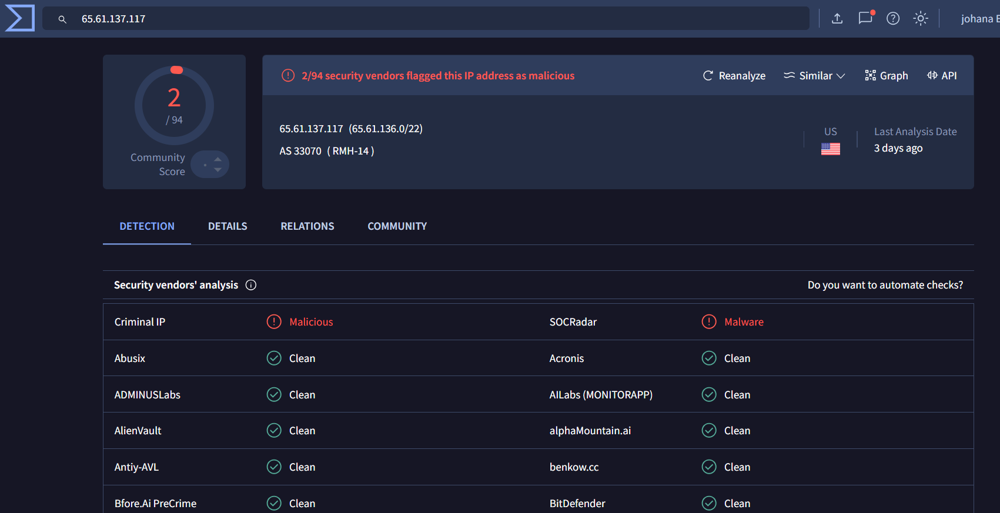 65.61.137.117
johana E
2
/ 94
Community Score
2/94 security vendors flagged this IP address as malicious
Reanalyze
Similar
Graph
API
65.61.137.117 (65.61.136.0/22)
AS 33070 ( RMH-14 )
US
Last Analysis Date
3 days ago
DETECTION
DETAILS
RELATIONS
COMMUNITY
Security vendors' analysis
Do you want to automate checks?
Criminal IP Malicious SOCRadar Malware
Abusix Clean Acronis Clean
ADMINUSLabs Clean AILabs (MONITORAPP) Clean
AlienVault Clean alphaMountain.ai Clean
Antiy-AVL Clean benkow.cc Clean
Bfore.Ai PreCrime Clean BitDefender Clean